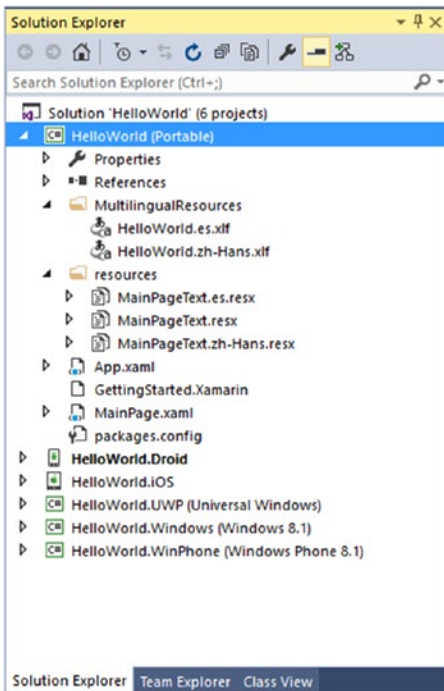 Solution Explorer
Search Solution Explorer (Ctrl+;)
Solution 'HelloWorld' (6 projects)
C# HelloWorld (Portable)
Properties
References
MultilingualResources
HelloWorld.es.xlf
HelloWorld.zh-Hans.xlf
resources
MainPageText.es.resx
MainPageText.resx
MainPageText.zh-Hans.resx
App.xaml
GettingStarted.Xamarin
MainPage.xaml
packages.config
HelloWorld.Droid
HelloWorld.iOS
C# HelloWorld.UWP (Universal Windows)
C# HelloWorld.Windows (Windows 8.1)
C# HelloWorld.WinPhone (Windows Phone 8.1)
Solution Explorer Team Explorer Class View